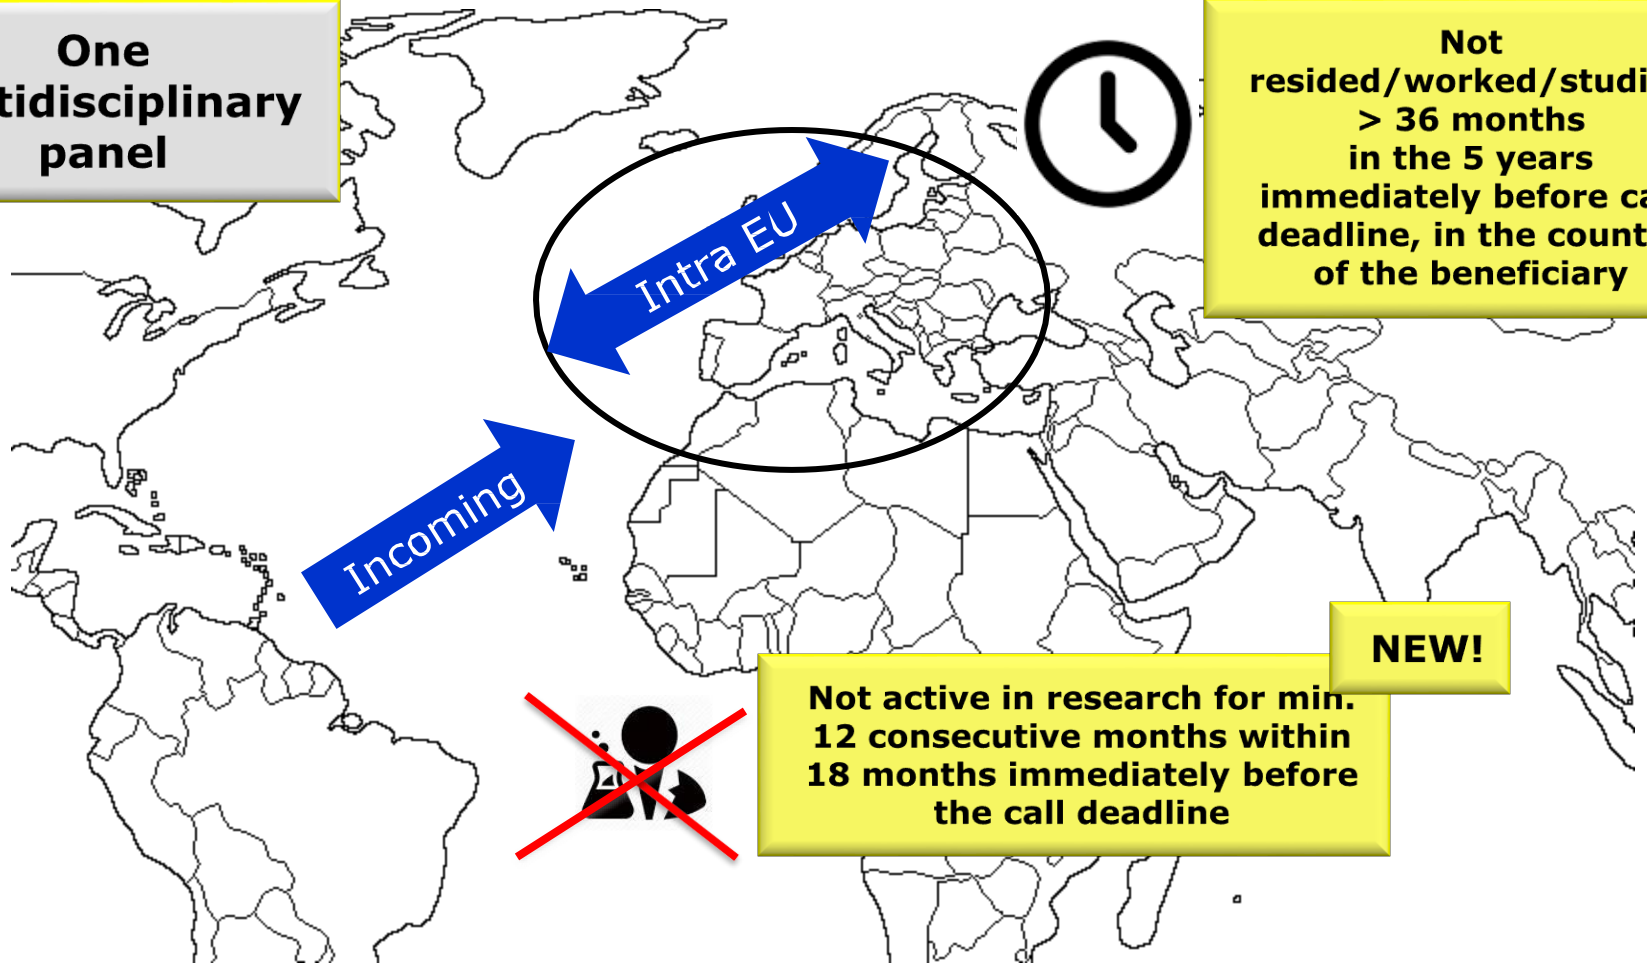 One
tidisciplinary
panel
Not
resided/worked/studi
> 36 months
in the 5 years
immediately before ca
deadline, in the count
of the beneficiary
Intra EU
Incoming
NEW!
Not active in research for min.
12 consecutive months within
18 months immediately before
the call deadline